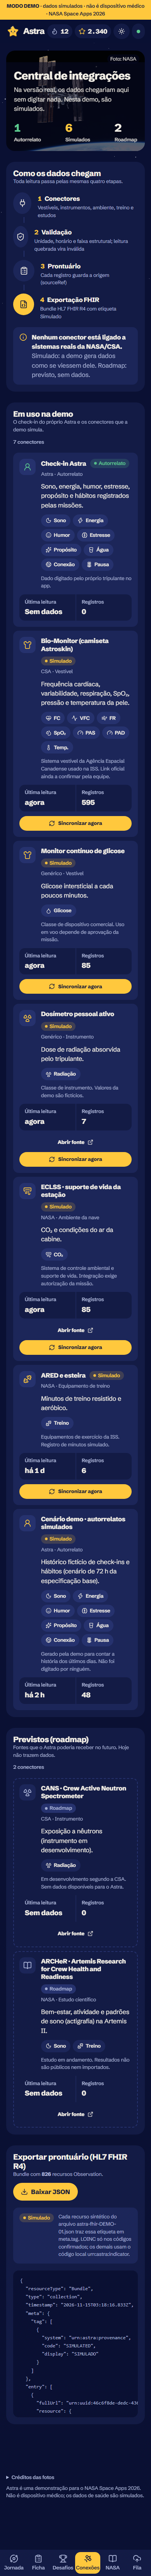 MODO DEMO · dados simulados · não é dispositivo médico
· NASA Space Apps 2026
Astra
12
2.340
Foto: NASA
Central de integrações
Na versão real, os dados chegariam aqui
sem digitar nada. Nesta demo, são
simulados.
1
Autorrelato
6
Simulados
2
Roadmap
Como os dados chegam
Toda leitura passa pelas mesmas quatro etapas.
1 Conectores
Vestíveis, instrumentos, ambiente, treino e
estudos
2 Validação
Unidade, horário e faixa estrutural; leitura
quebrada vira inválida
3 Prontuário
Cada registro guarda a origem
(sourceRef)
4 Exportação FHIR
Bundle HL7 FHIR R4 com etiqueta
Simulado
Nenhum conector está ligado a
sistemas reais da NASA/CSA.
Simulado: a demo gera dados
como se viessem dele. Roadmap:
previsto, sem dados.
Em uso na demo
O check-in do próprio Astra e os conectores que a
demo simula.
7 conectores
Check-in Astra
Autorrelato
Astra · Autorrelato
Sono, energia, humor, estresse,
propósito e hábitos registrados
pelas missões.
Sono
Energia
Humor
Estresse
Propósito
Água
Conexão
Pausa
Dado digitado pelo próprio tripulante no
app.
Última leitura
Sem dados
Registros
0
Bio-Monitor (camiseta
Astroskin)
Simulado
CSA · Vestível
Frequência cardíaca,
variabilidade, respiração, SpO₂,
pressão e temperatura da pele.
FC
VFC
FR
SpO₂
PAS
PAD
Temp.
Sistema vestível da Agência Espacial
Canadense usado na ISS. Link oficial
ainda a confirmar pela equipe.
Última leitura
agora
Registros
595
Sincronizar agora
Monitor contínuo de glicose
Simulado
Genérico · Vestível
Glicose intersticial a cada
poucos minutos.
Glicose
Classe de dispositivo comercial. Uso
em voo depende de aprovação da
missão.
Última leitura
agora
Registros
85
Sincronizar agora
Dosímetro pessoal ativo
Simulado
Genérico · Instrumento
Dose de radiação absorvida
pelo tripulante.
Radiação
Classe de instrumento. Valores da
demo são fictícios.
Última leitura
agora
Registros
7
Abrir fonte
Sincronizar agora
ECLSS · suporte de vida da
estação
Simulado
NASA · Ambiente da nave
CO₂ e condições do ar da
cabine.
CO₂
Sistema de controle ambiental e
suporte de vida. Integração exige
autorização da missão.
Última leitura
agora
Registros
85
Abrir fonte
Sincronizar agora
ARED e esteira
Simulado
NASA · Equipamento de treino
Minutos de treino resistido e
aeróbico.
Treino
Equipamentos de exercício da ISS.
Registro de minutos simulado.
Última leitura
há 1 d
Registros
6
Sincronizar agora
Cenário demo · autorrelatos
simulados
Simulado
Astra · Autorrelato
Histórico fictício de check-ins e
hábitos (cenário de 72 h da
especificação base).
Sono
Energia
Humor
Estresse
Propósito
Água
Conexão
Pausa
Gerado pela demo para contar a
história dos últimos dias. Não foi
digitado por ninguém.
Última leitura
há 2 h
Registros
48
Previstos (roadmap)
Fontes que o Astra poderia receber no futuro. Hoje
não trazem dados.
2 conectores
CANS · Crew Active Neutron
Spectrometer
Roadmap
CSA · Instrumento
Exposição a nêutrons
(instrumento em
desenvolvimento).
Radiação
Em desenvolvimento segundo a CSA.
Sem dados disponíveis para o Astra.
Última leitura
Sem dados
Registros
0
Abrir fonte
ARCHeR · Artemis Research
for Crew Health and
Readiness
Roadmap
NASA · Estudo científico
Bem-estar, atividade e padrões
de sono (actigrafia) na Artemis
II.
Sono
Treino
Estudo em andamento. Resultados não
são públicos nem importados.
Última leitura
Sem dados
Registros
0
Abrir fonte
Exportar prontuário (HL7 FHIR
R4)
Bundle com 826 recursos Observation.
Baixar JSON
Simulado
Cada recurso sintético do
arquivo astra-fhir-DEMO-
traz essa etiqueta em
meta.tag. LOINC só nos códigos
confirmados; os demais usam o
código local urn:astra:indicator.
{
"resourceType": "Bundle",
"type": "collection",
"timestamp": "2026-11-15T03:18:16.831Z",
"meta": {
"tag": [
{
"system": "urn:astra:provenance",
"code": "SIMULATED",
"display": "SIMULADO"
}
]
},
"entry": [
{
"resource": {
Créditos das fotos
Astra é uma demonstração para o NASA Space Apps 2026.
Não é dispositivo médico; os dados de saúde são simulados.
Jornada
Ficha
Desafios
Conexões
NASA
Fila